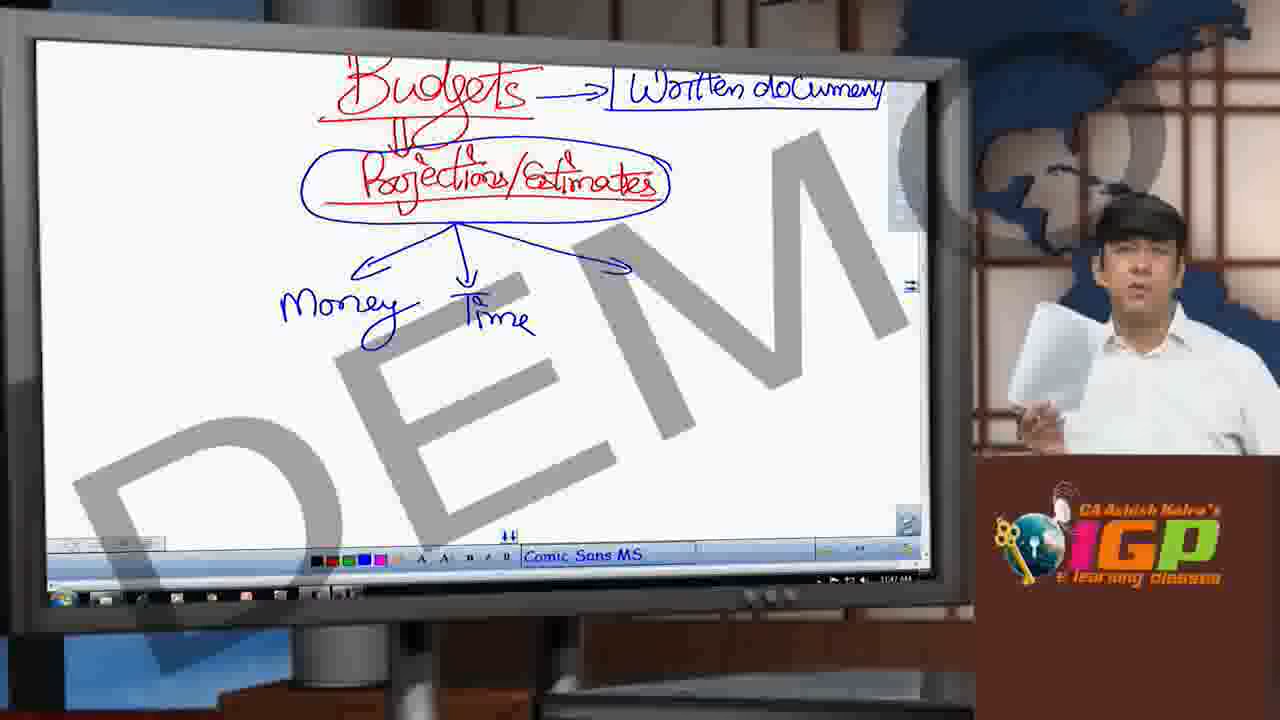 Budgets → Written document
Projections/Estimates
Money Time
DEMO
Comic Sans MS
CA Ashish Kalra's
IGP
e learning classes